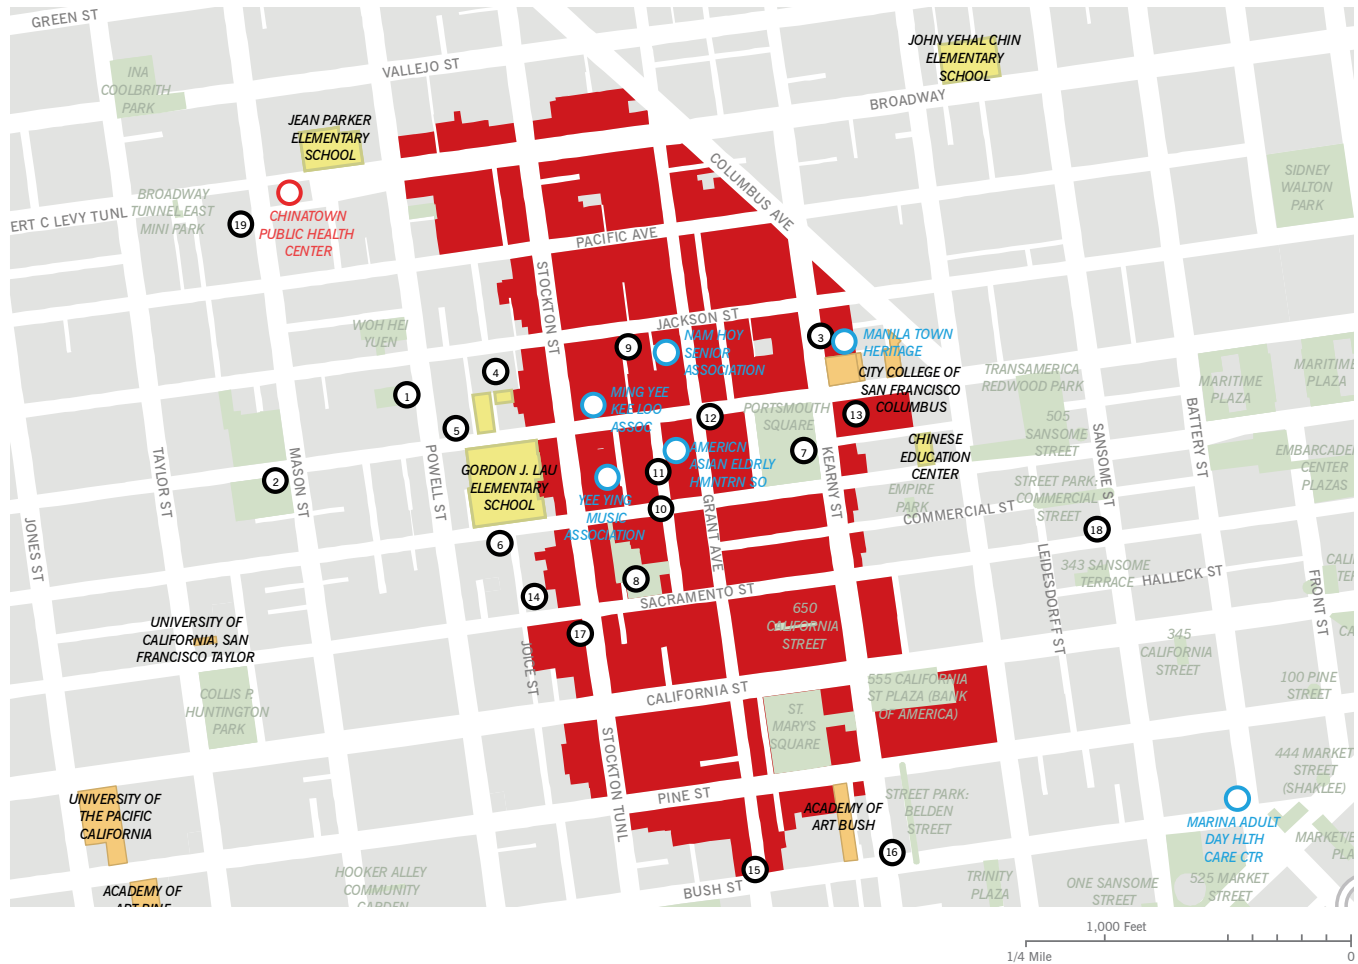 GREEN ST
JOHN YEHAL CHIN
ELEMENTARY
SCHOOL
VALLEJO ST
INA
COOLBRITH
PARK
BROADWAY
JEAN PARKER
ELEMENTARY
SCHOOL
COLUMBUS AVE
SIDNEY
WALTON
PARK
BROADWAY
TUNNEL EAST
MINI PARK
ERT C LEVY TUNL
19
CHINATOWN
PUBLIC HEALTH
CENTER
PACIFIC AVE
STOCKTON ST
JACKSON ST
WOH HEI
YUEN
NAM HOY
SENIOR
ASSOCIATION
9
3
MANILA TOWN
HERITAGE
4
CITY COLLEGE OF
SAN FRANCISCO
COLUMBUS
TRANSAMERICA
REDWOOD PARK
MARITIME
PLAZA
MARITIME
PLAZA
1
MING YEE
KEE LOO
ASSOC
12
PORTSMOUTH
SQUARE
13
505
SANSOME
STREET
BATTERY ST
5
SANSOME ST
TAYLOR ST
MASON ST
POWELL ST
GORDON J. LAU
ELEMENTARY
SCHOOL
AMERICN
ASIAN ELDRLY
HMNTRN SO
11
7
KEARNY ST
CHINESE
EDUCATION
CENTER
EMBARCADE
CENTER
PLAZAS
2
YEE YING
MUSIC
ASSOCIATION
10
GRANT AVE
EMPIRE
PARK
STREET PARK:
COMMERCIAL
STREET
COMMERCIAL ST
18
JONES ST
6
LEIDESDORFF ST
343 SANSOME
TERRACE
HALLECK ST
FRONT ST
CALI
TER
8
14
SACRAMENTO ST
UNIVERSITY OF
CALIFORNIA, SAN
FRANCISCO TAYLOR
17
650
CALIFORNIA
STREET
345
CALIFORNIA
STREET
CA
JOICE ST
CALIFORNIA ST
555 CALIFORNIA
ST PLAZA (BANK
OF AMERICA)
100 PINE
STREET
COLLIS P.
HUNTINGTON
PARK
ST.
MARY'S
SQUARE
STOCKTON TUNL
444 MARKET
STREET
(SHAKLEE)
UNIVERSITY OF
THE PACIFIC
CALIFORNIA
PINE ST
ACADEMY OF
ART BUSH
STREET PARK:
BELDEN
STREET
MARINA ADULT
DAY HLTH
CARE CTR
MARKET/B
PLA
15
16
HOOKER ALLEY
COMMUNITY
GARDEN
BUSH ST
TRINITY
PLAZA
ONE SANSOME
STREET
525 MARKET
STREET
ACADEMY OF
ART PINE
1,000 Feet
1/4 Mile
0